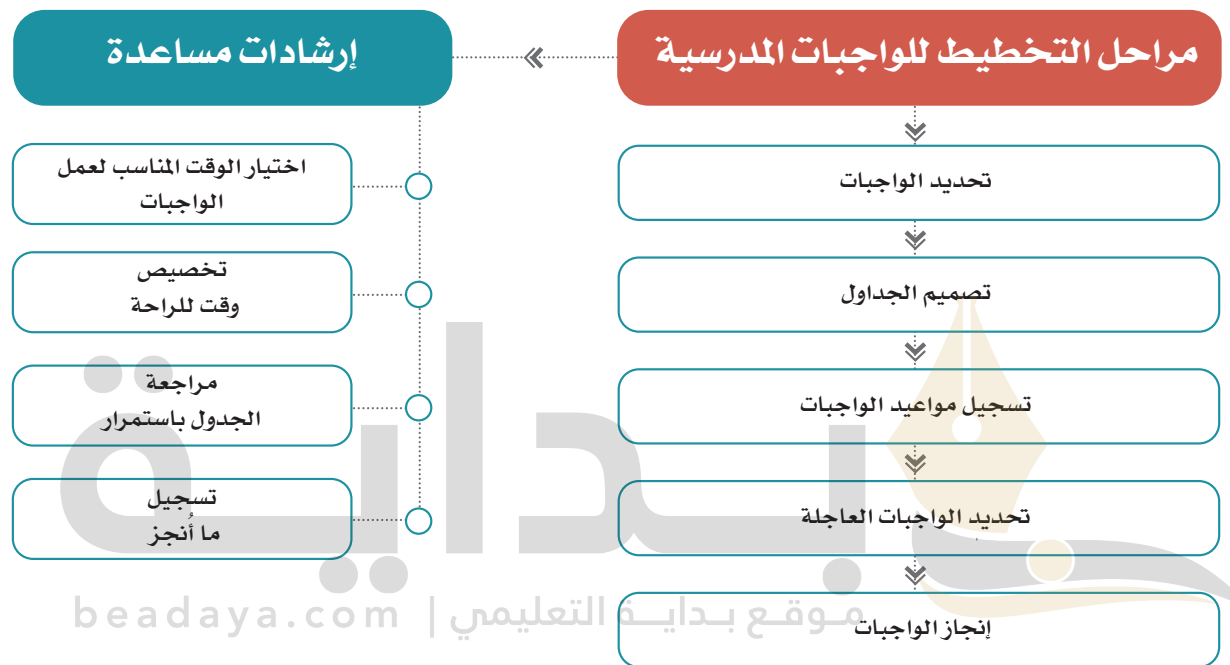 مراحل التخطيط للواجبات المدرسية
تحديد الواجبات
تصميم الجداول
تسجيل مواعيد الواجبات
تحديد الواجبات العاجلة
إنجاز الواجبات
إرشادات مساعدة
اختيار الوقت المناسب لعمل
الواجبات
تخصيص
وقت للراحة
مراجعة
الجدول باستمرار
تسجيل
ما أُنجز
بداية
موقع بداية التعليمي | beadaya.com